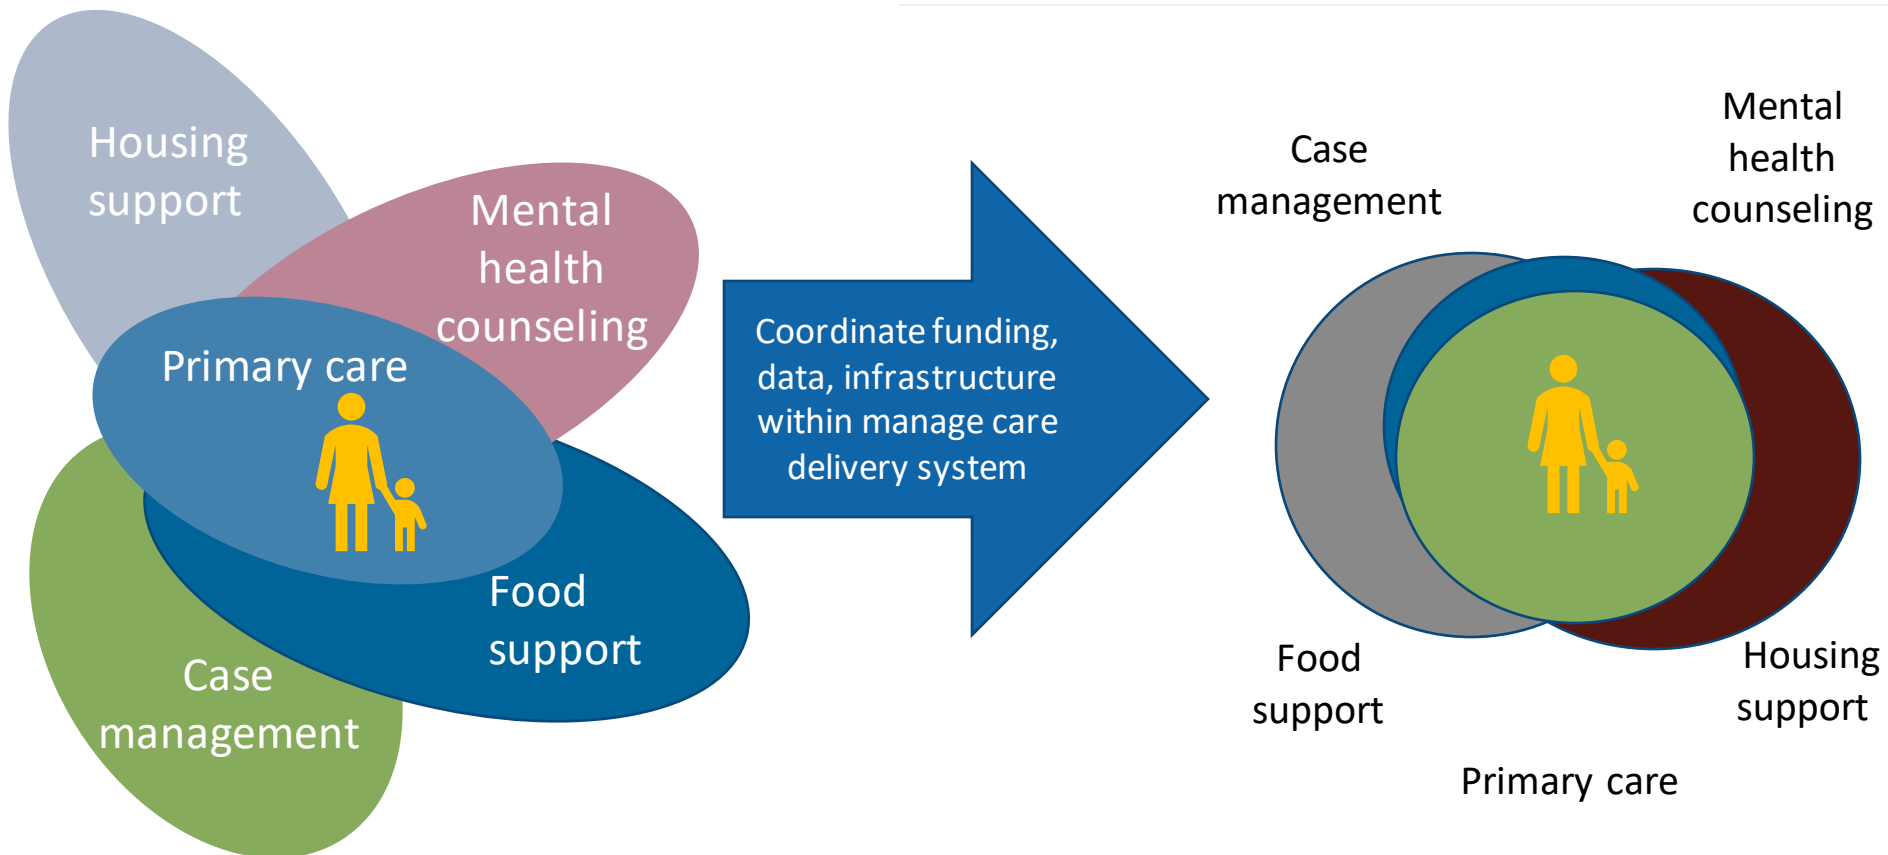 Housing
support
Mental
health
counseling
Primary care
Food
support
Case
management
Coordinate funding,
data, infrastructure
within manage care
delivery system
Case
management
Mental
health
counseling
Food
support
Housing
support
Primary care